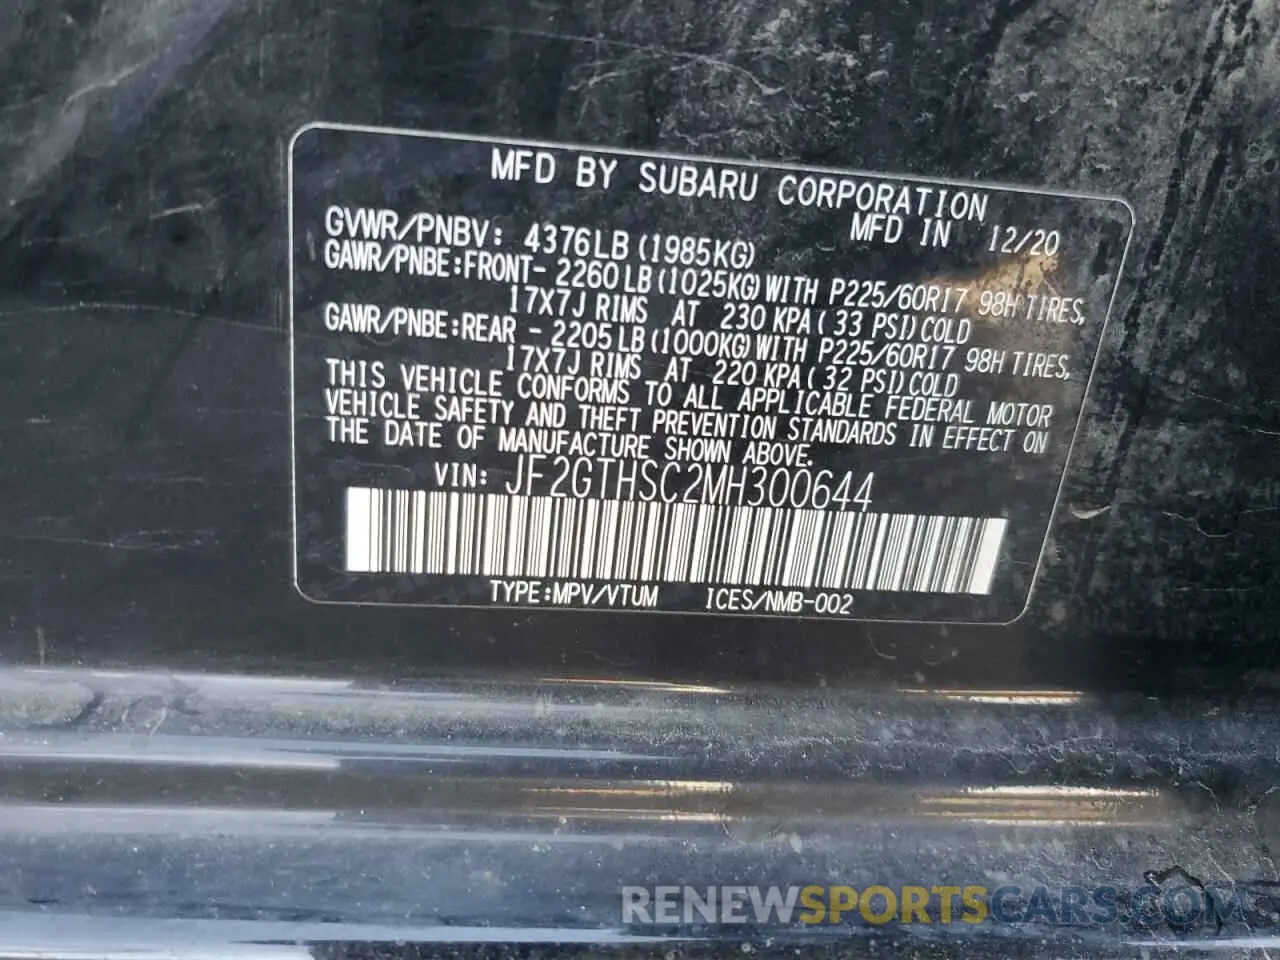 MFD BY SUBARU CORPORATION
MFD IN 12/20
GVWR/PNBV: 4376LB (1985KG)
GAWR/PNBE:FRONT- 2260 LB (1025KG) WITH P225/60R17 98H TIRES,
17X7J RIMS AT 230 KPA ( 33 PSI) COLD
GAWR/PNBE:REAR - 2205 LB (1000KG) WITH P225/60R17 98H TIRES,
17X7J RIMS AT 220 KPA ( 32 PSI) COLD
THIS VEHICLE CONFORMS TO ALL APPLICABLE FEDERAL MOTOR
VEHICLE SAFETY AND THEFT PREVENTION STANDARDS IN EFFECT ON
THE DATE OF MANUFACTURE SHOWN ABOVE.
VIN: JF2GTHSC2MH300644
TYPE:MPV/VTUM ICES/NMB-002
RENEWSPORTSCARS.COM